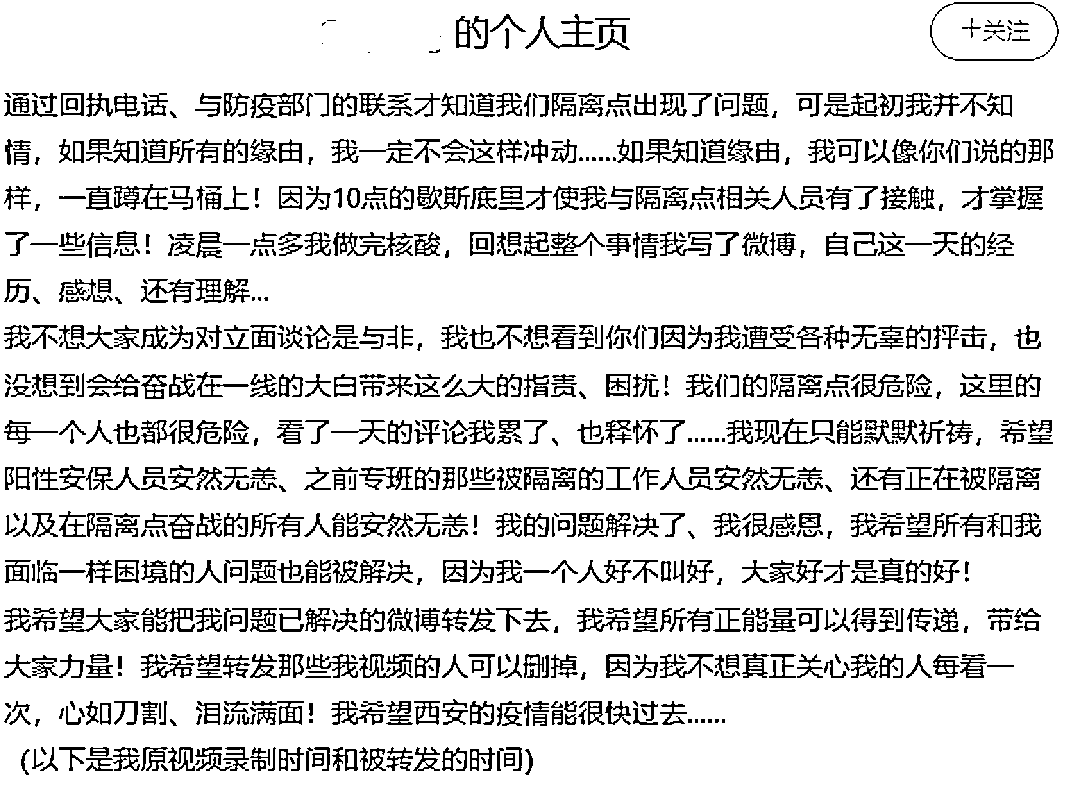 的个人主页
十关注
通过回执电话、与防疫部门的联系才知道我们隔离点出现了问题，可是起初我并不知
情，如果知道所有的缘由，我一定不会这样冲动......如果知道缘由，我可以像你们说的那
样，一直蹲在马桶上！因为10点的歇斯底里才使我与隔离点相关人员有了接触，才掌握
了一些信息！凌晨一点多我做完核酸，回想起整个事情我写了微博，自己这一天的经
历、感想、还有理解...
我不想大家成为对立面谈论是与非，我也不想看到你们因为我遭受各种无辜的抨击，也
没想到会给奋战在一线的大白带来这么大的指责、困扰！我们的隔离点很危险，这里的
每一个人也都很危险，看了一天的评论我累了、也释怀了......我现在只能默默祈祷，希望
阳性安保人员安然无恙、之前专班的那些被隔离的工作人员安然无恙、还有正在被隔离
以及在隔离点奋战的所有人能安然无恙！我的问题解决了、我很感恩，我希望所有和我
面临一样困境的人问题也能被解决，因为我一个人好不叫好，大家好才是真的好！
我希望大家能把我问题已解决的微博转发下去，我希望所有正能量可以得到传递，带给
大家力量！我希望转发那些我视频的人可以删掉，因为我不想真正关心我的人每看一
次，心如刀割、泪流满面！我希望西安的疫情能很快过去......
（以下是我原视频录制时间和被转发的时间）